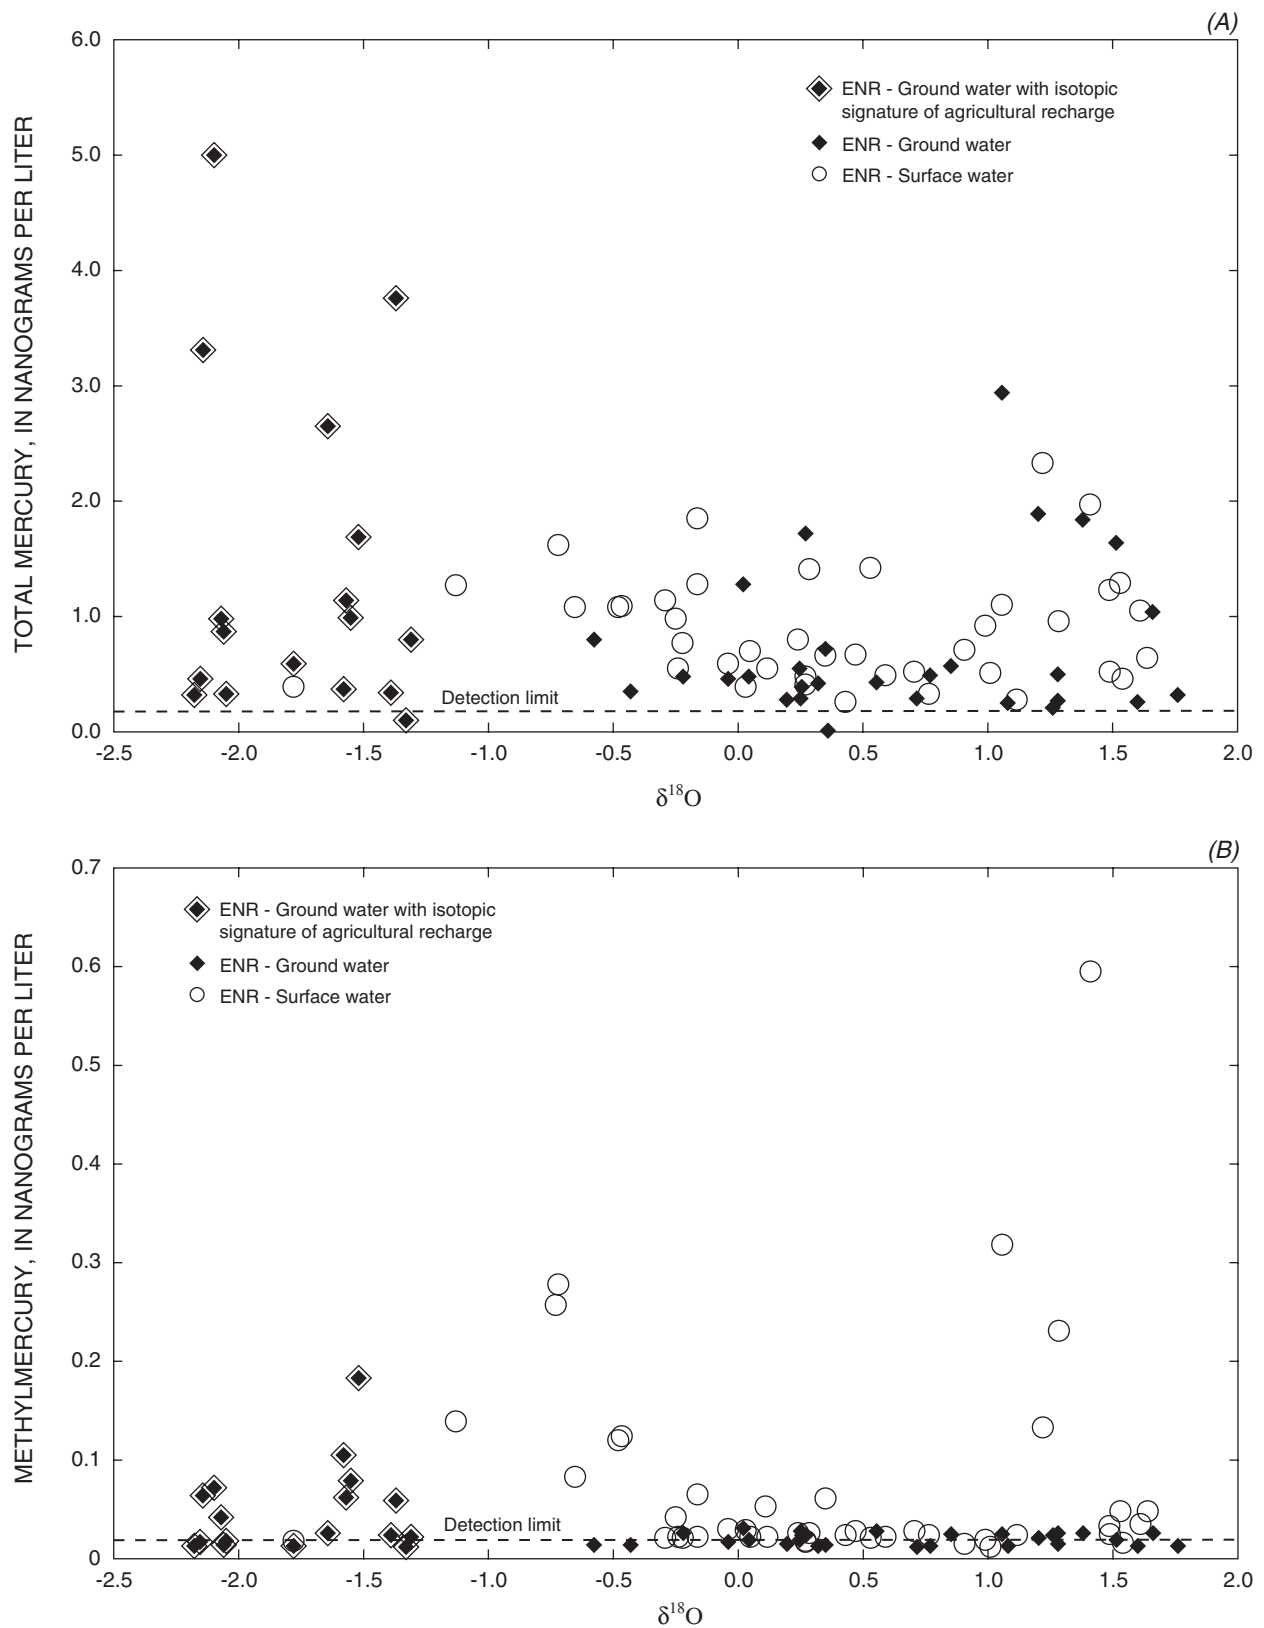 (A)
6.0
5.0
4.0
3.0
2.0
1.0
0.0
TOTAL MERCURY, IN NANOGRAMS PER LITER
ENR - Ground water with isotopic
signature of agricultural recharge
ENR - Ground water
ENR - Surface water
Detection limit
-2.5 -2.0 -1.5 -1.0 -0.5 0.0 0.5 1.0 1.5 2.0
δ18O
(B)
0.7
0.6
0.5
0.4
0.3
0.2
0.1
0
METHYLMERCURY, IN NANOGRAMS PER LITER
ENR - Ground water with isotopic
signature of agricultural recharge
ENR - Ground water
ENR - Surface water
Detection limit
-2.5 -2.0 -1.5 -1.0 -0.5 0.0 0.5 1.0 1.5 2.0
δ18O